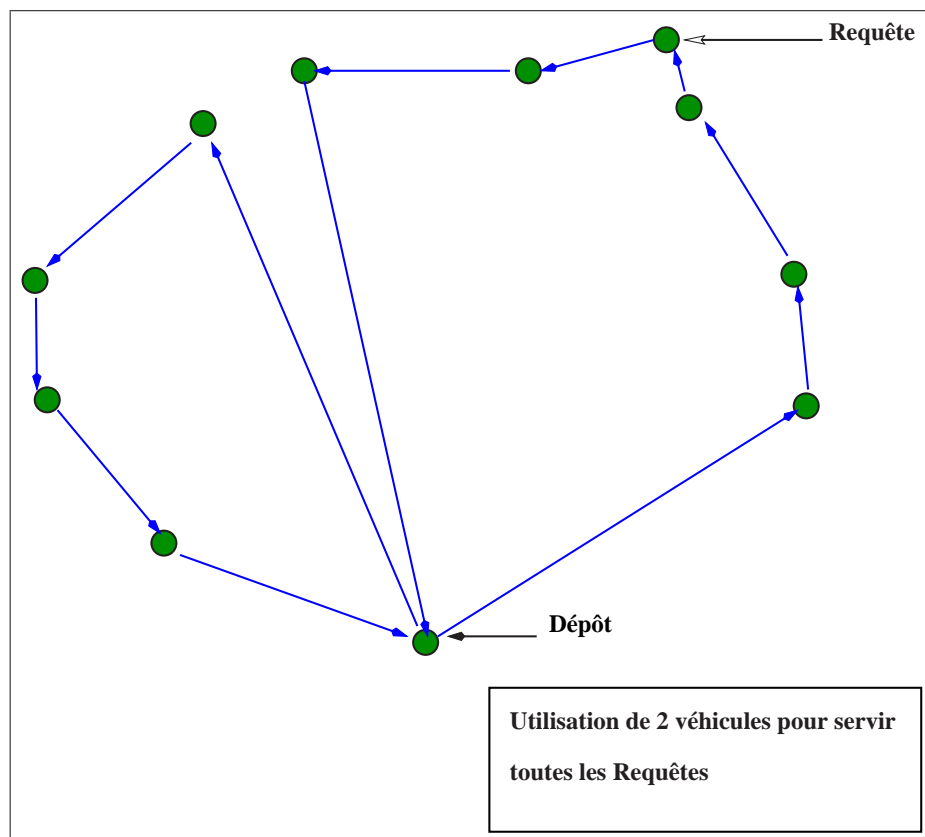 Requête
Dépôt
Utilisation de 2 véhicules pour servir
toutes les Requêtes